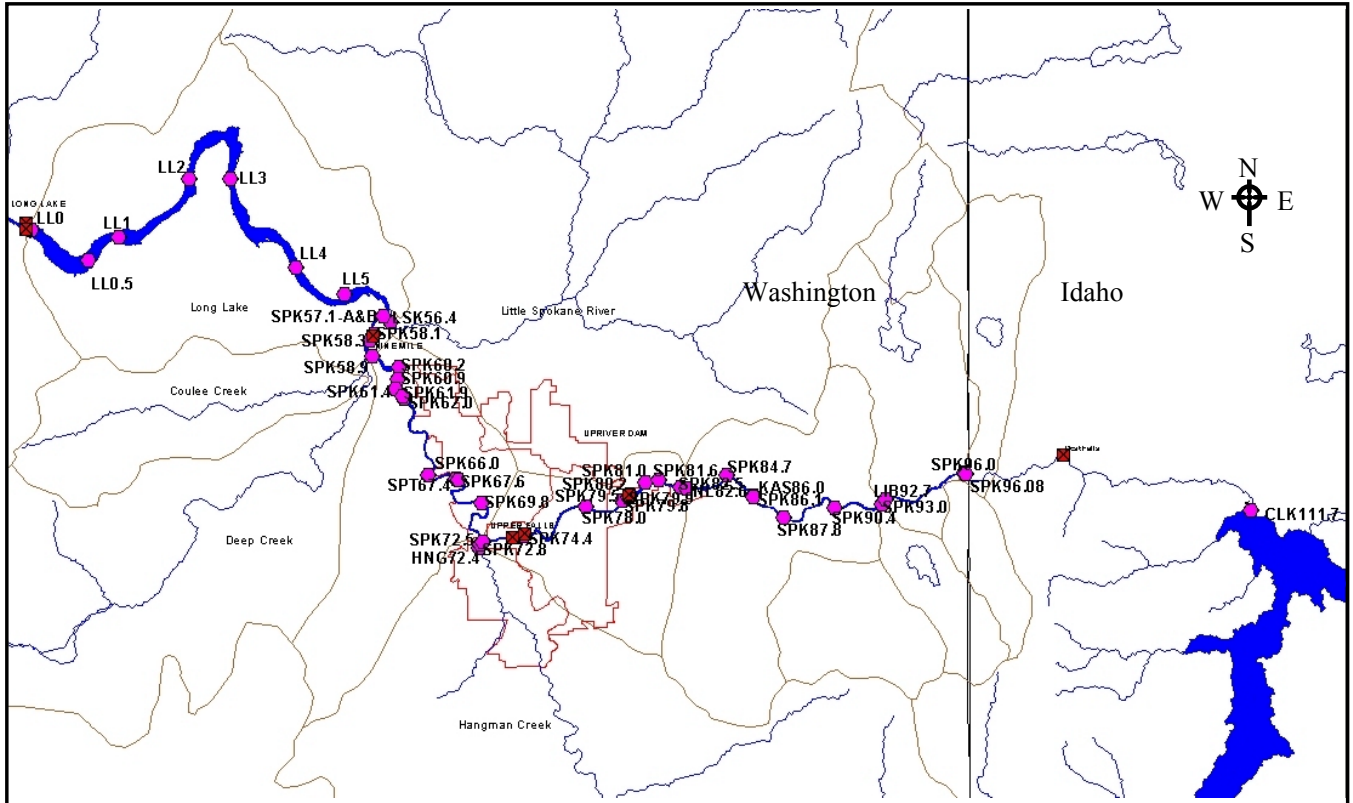 LL2
LL3
N
W E
S
LONG LAKE
LL0
LL1
LL0.5
LL4
LL5
Washington
Idaho
Long Lake
SPK57.1-A&B
SK56.4
Little Spokane River
SPK58.1
SPK58.3
NINEMILE
SPK58.9
SPK60.2
SPK60.9
Coulee Creek
SPK61.4
SPK61.9
SPK62.0
UPRIVER DAM
SPK66.0
SPT67.4
SPK67.6
SPK81.0
SPK81.6
SPK84.7
SPK96.0
SPK96.08
SPK80.2
SPK82.5
KAS86.0
SPK69.8
SPK79.8
SPK86.1
LIB92.7
SPK93.0
SPK78.0
SPK87.8
SPK90.4
CLK111.7
UPPER FALLS
SPK72.5
SPK72.8
SPK74.4
HNG72.4
Deep Creek
Hangman Creek